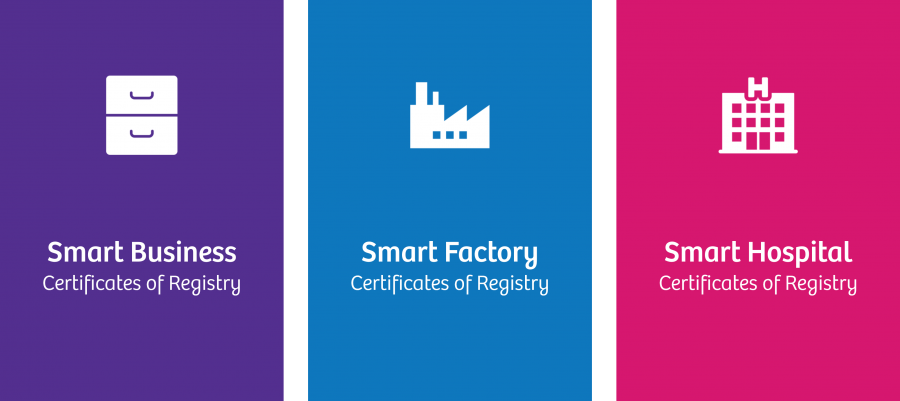 Smart Business
Certificates of Registry
Smart Factory
Certificates of Registry
H
Smart Hospital
Certificates of Registry